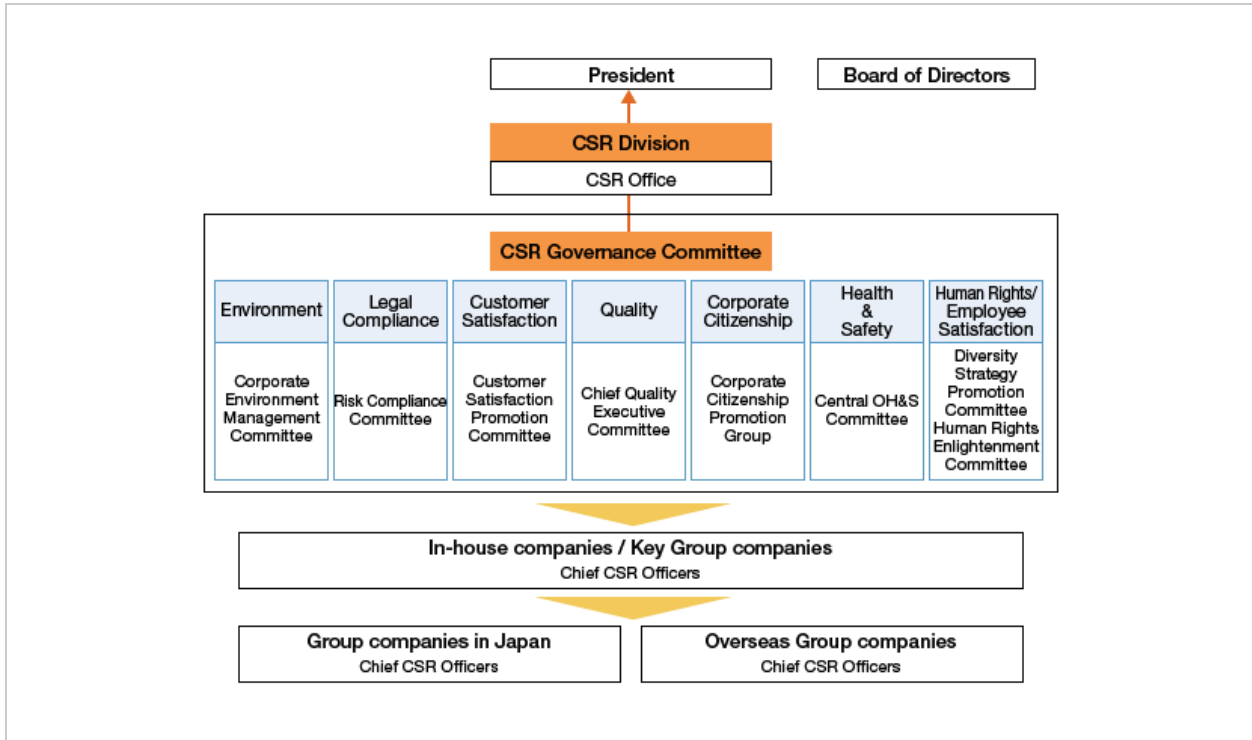 President
Board of Directors
CSR Division
CSR Office
CSR Governance Committee
Environment
Legal
Compliance
Customer
Satisfaction
Quality
Corporate
Citizenship
Health
&
Safety
Human Rights/
Employee
Satisfaction
Corporate
Environment
Management
Committee
Risk Compliance
Committee
Customer
Satisfaction
Promotion
Committee
Chief Quality
Executive
Committee
Corporate
Citizenship
Promotion
Group
Central OH&S
Committee
Diversity
Strategy
Promotion
Committee
Human Rights
Enlightenment
Committee
In-house companies / Key Group companies
Chief CSR Officers
Group companies in Japan
Chief CSR Officers
Overseas Group companies
Chief CSR Officers